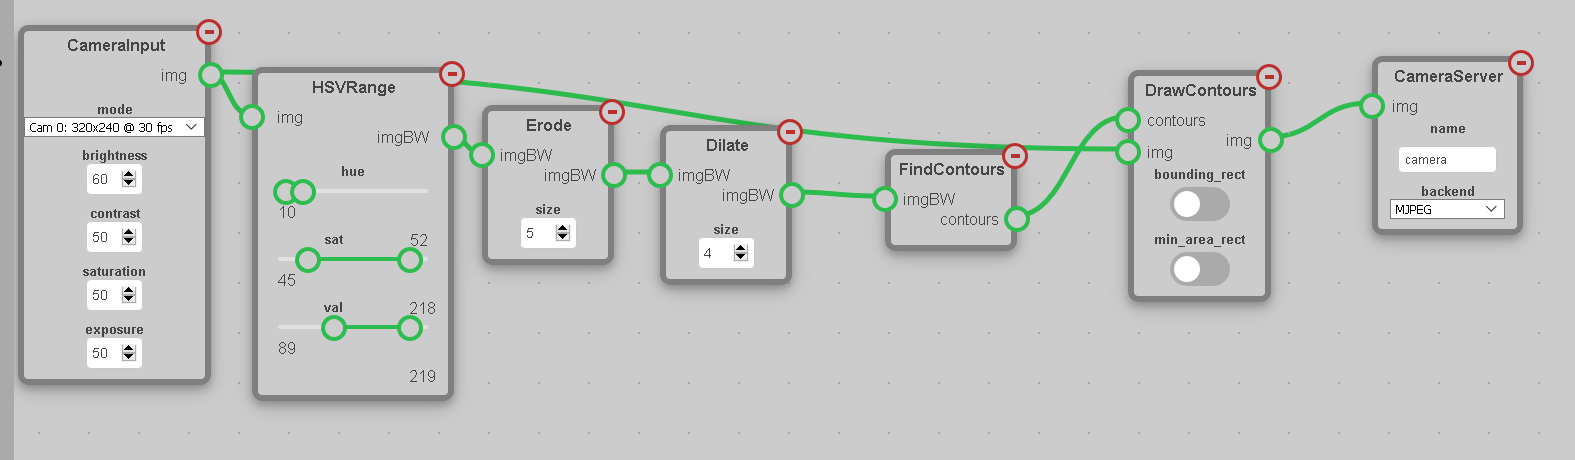 CameraInput
img
mode
Cam 0: 320x240 @ 30 fps
brightness
60
contrast
50
saturation
50
exposure
50
HSVRange
img
imgBW
hue
10
52
sat
45
218
val
89
219
Erode
imgBW
imgBW
size
5
Dilate
imgBW
imgBW
size
4
FindContours
imgBW
contours
DrawContours
contours
img
img
bounding_rect
min_area_rect
CameraServer
img
name
camera
backend
MJPEG